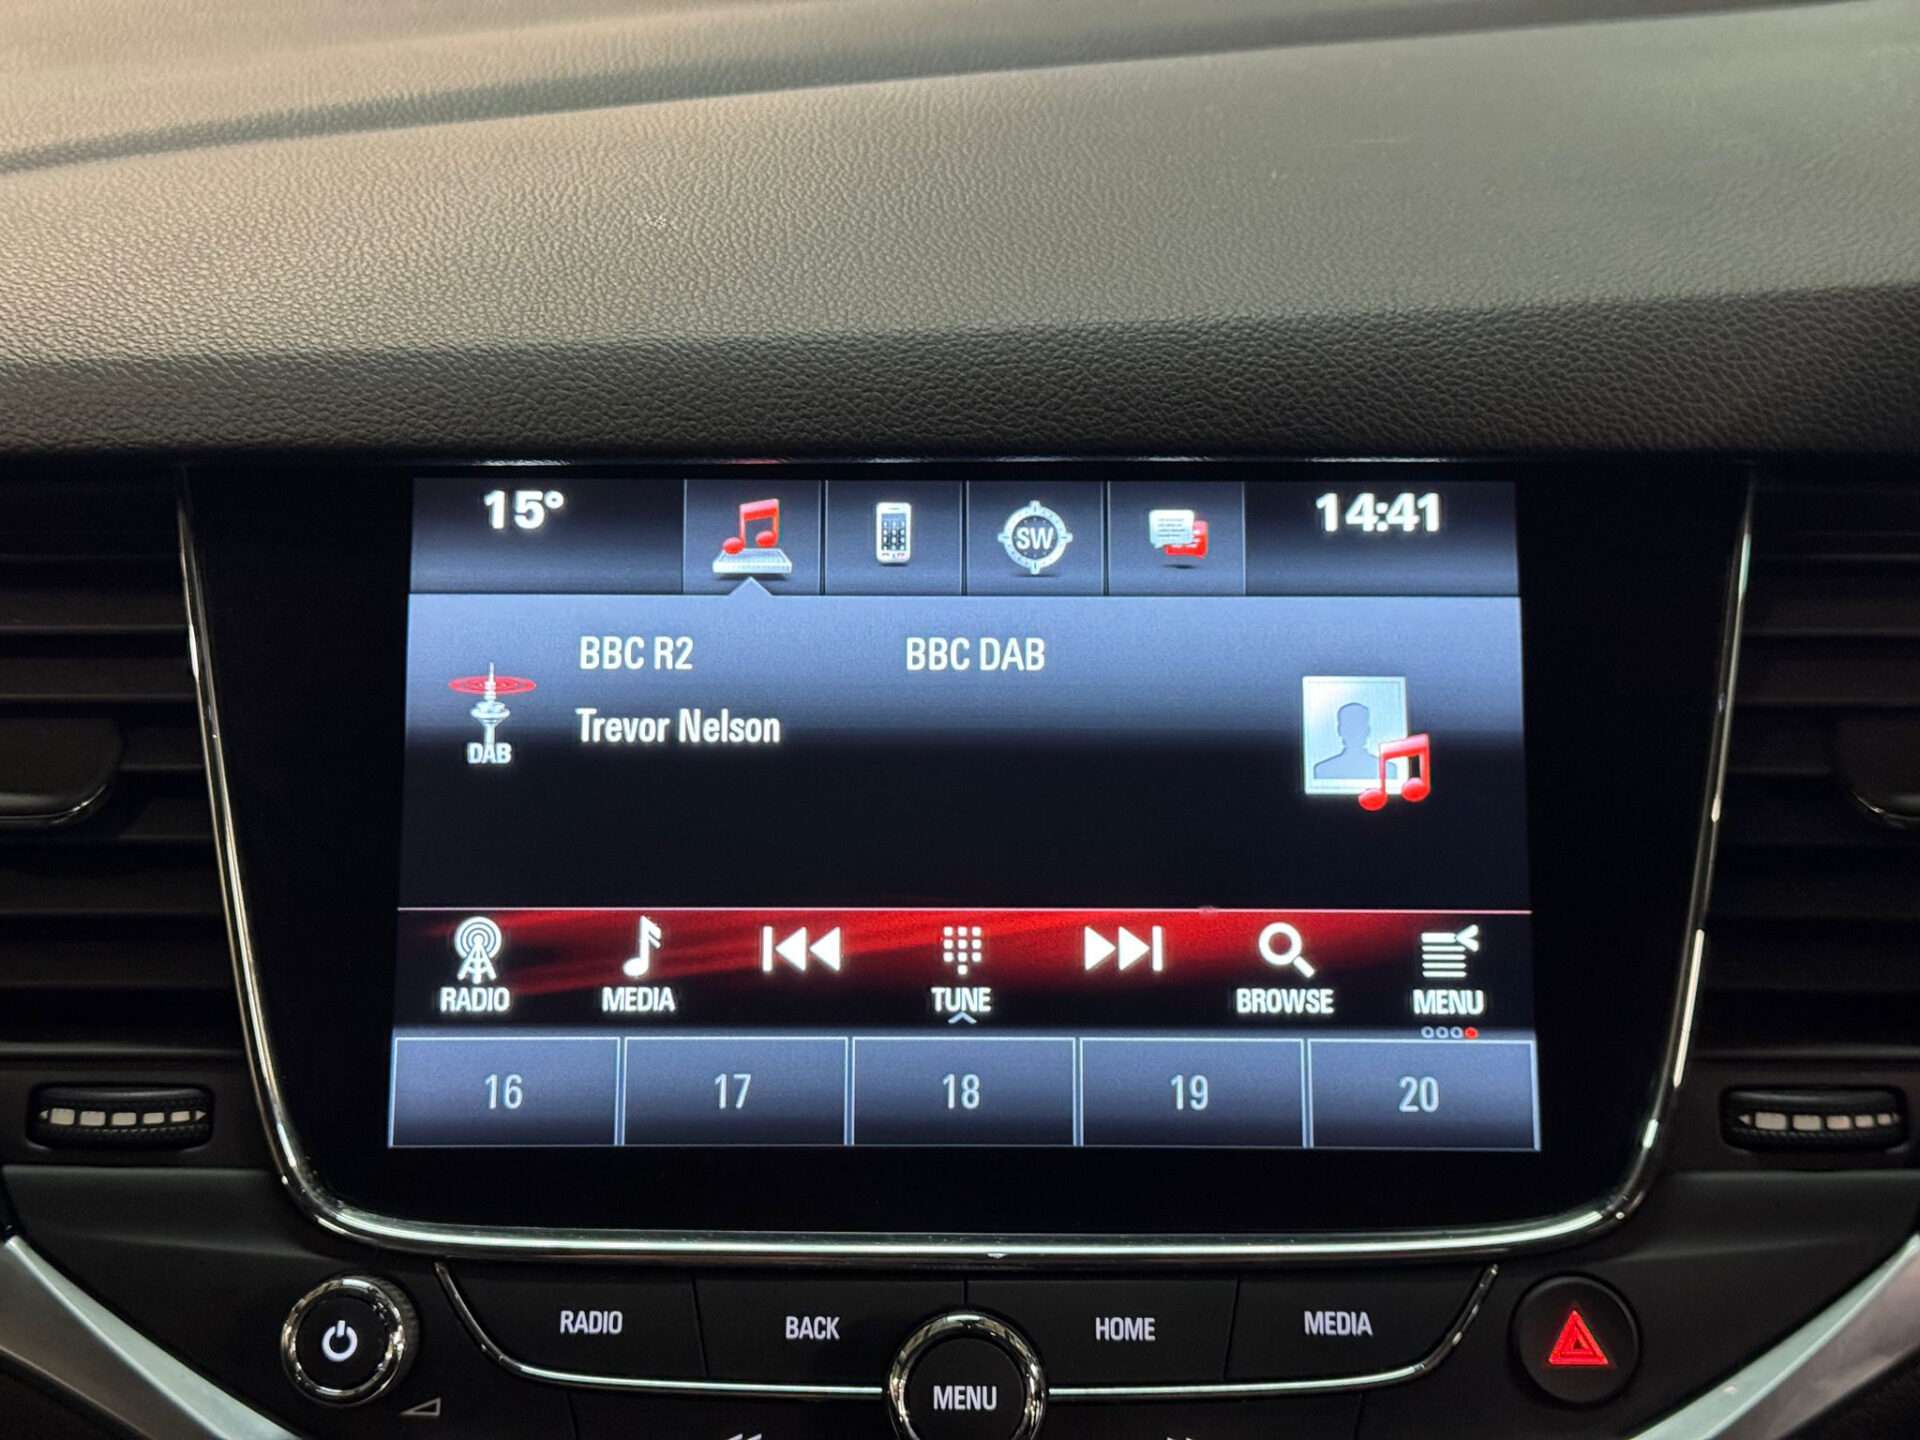 15° SW 14:41
BBC R2 BBC DAB
Trevor Nelson
DAB
RADIO MEDIA TUNE BROWSE MENU
16 17 18 19 20
RADIO BACK HOME MEDIA
MENU